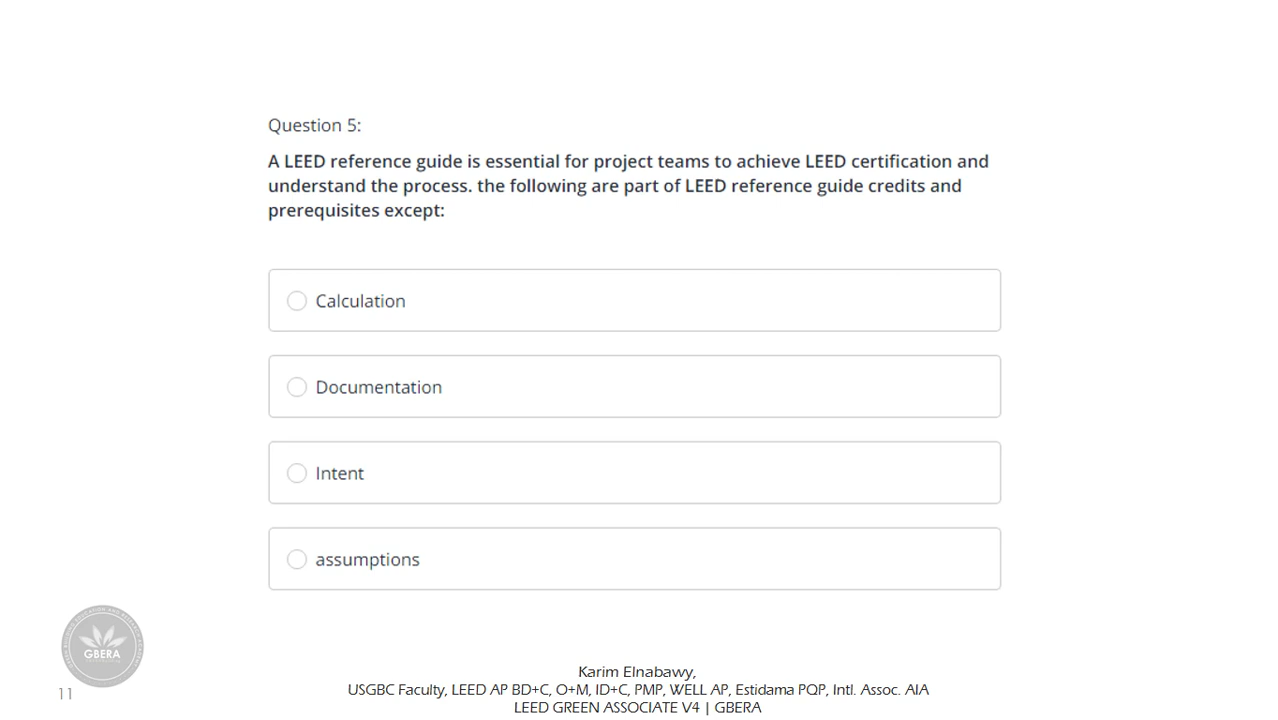 Question 5:
A LEED reference guide is essential for project teams to achieve LEED certification and
understand the process. the following are part of LEED reference guide credits and
prerequisites except:
Calculation
Documentation
Intent
assumptions
GBERA
11
Karim Elnabawy,
USGBC Faculty, LEED AP BD+C, O+M, ID+C, PMP, WELL AP, Estidama PQP, Intl. Assoc. AIA
LEED GREEN ASSOCIATE V4 | GBERA